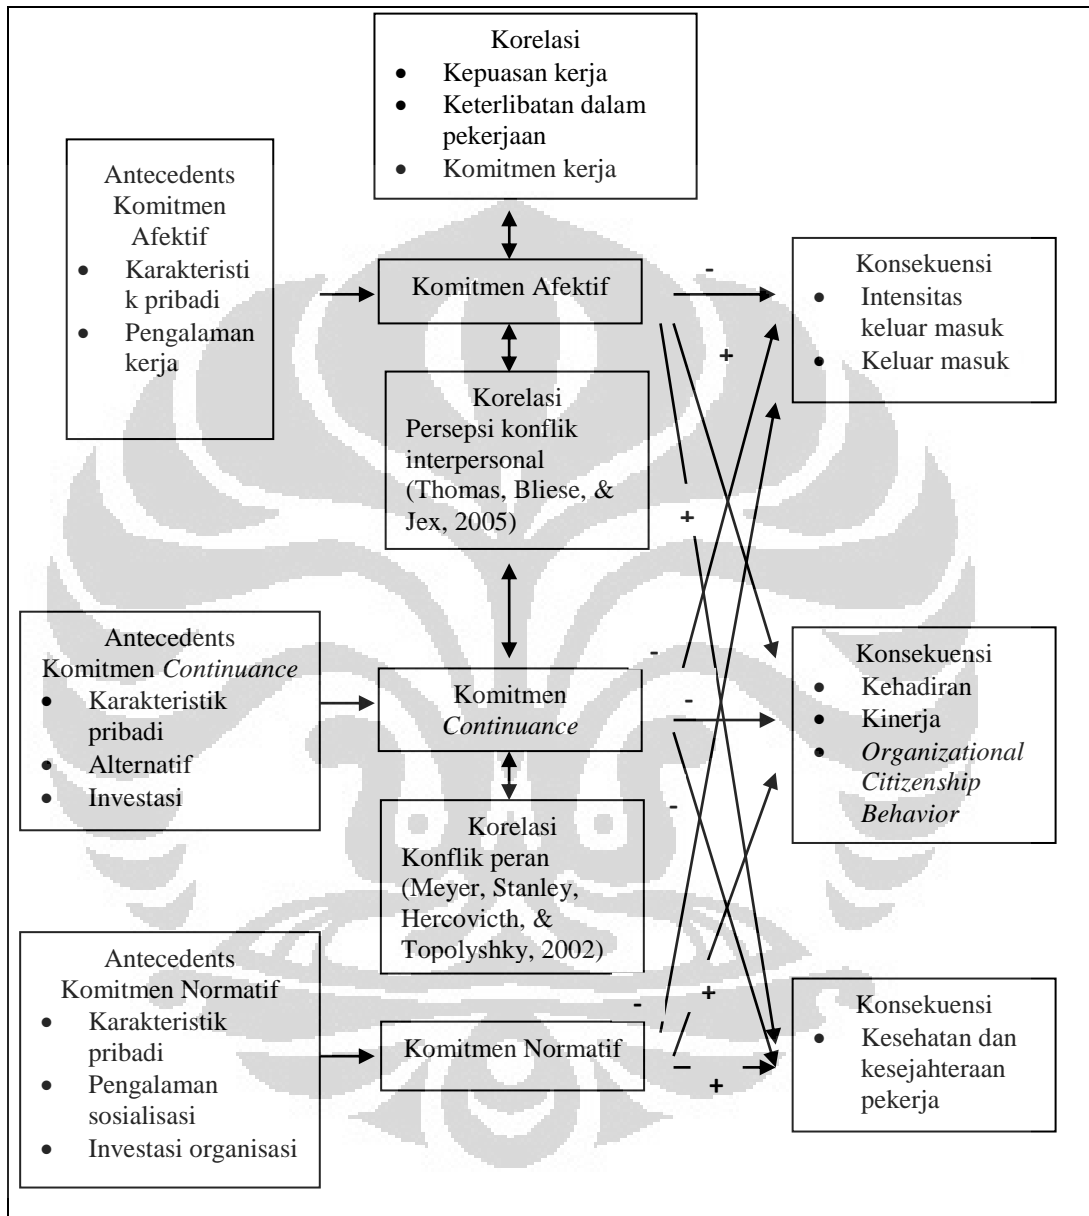 Korelasi
• Kepuasan kerja
• Keterlibatan dalam
pekerjaan
• Komitmen kerja
Antecedents
Komitmen
Afektif
• Karakteristi
k pribadi
• Pengalaman
kerja
Komitmen Afektif
-
+
Konsekuensi
• Intensitas
keluar masuk
• Keluar masuk
Korelasi
Persepsi konflik
interpersonal
(Thomas, Bliese, &
Jex, 2005)
+
Antecedents
Komitmen Continuance
• Karakteristik
pribadi
• Alternatif
• Investasi
Komitmen
Continuance
-
-
-
Konsekuensi
• Kehadiran
• Kinerja
• Organizational
Citizenship
Behavior
Korelasi
Konflik peran
(Meyer, Stanley,
Hercovicth, &
Topolyshky, 2002)
Antecedents
Komitmen Normatif
• Karakteristik
pribadi
• Pengalaman
sosialisasi
• Investasi organisasi
Komitmen Normatif
-
+
+
Konsekuensi
• Kesehatan dan
kesejahteraan
pekerja